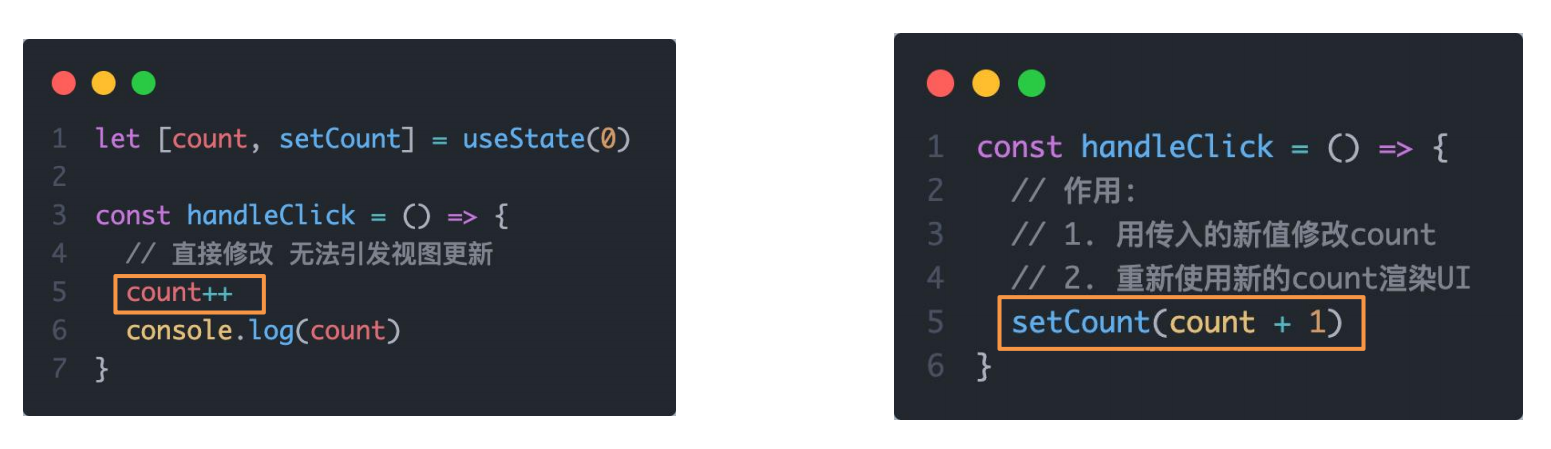 1 let [count, setCount] = useState(0)
2
3 const handleClick = () => {
4 // 直接修改 无法引发视图更新
5 count++
6 console.log(count)
7 }
1 const handleClick = () => {
2 // 作用:
3 // 1. 用传入的新值修改count
4 // 2. 重新使用新的count渲染UI
5 setCount(count + 1)
6 }